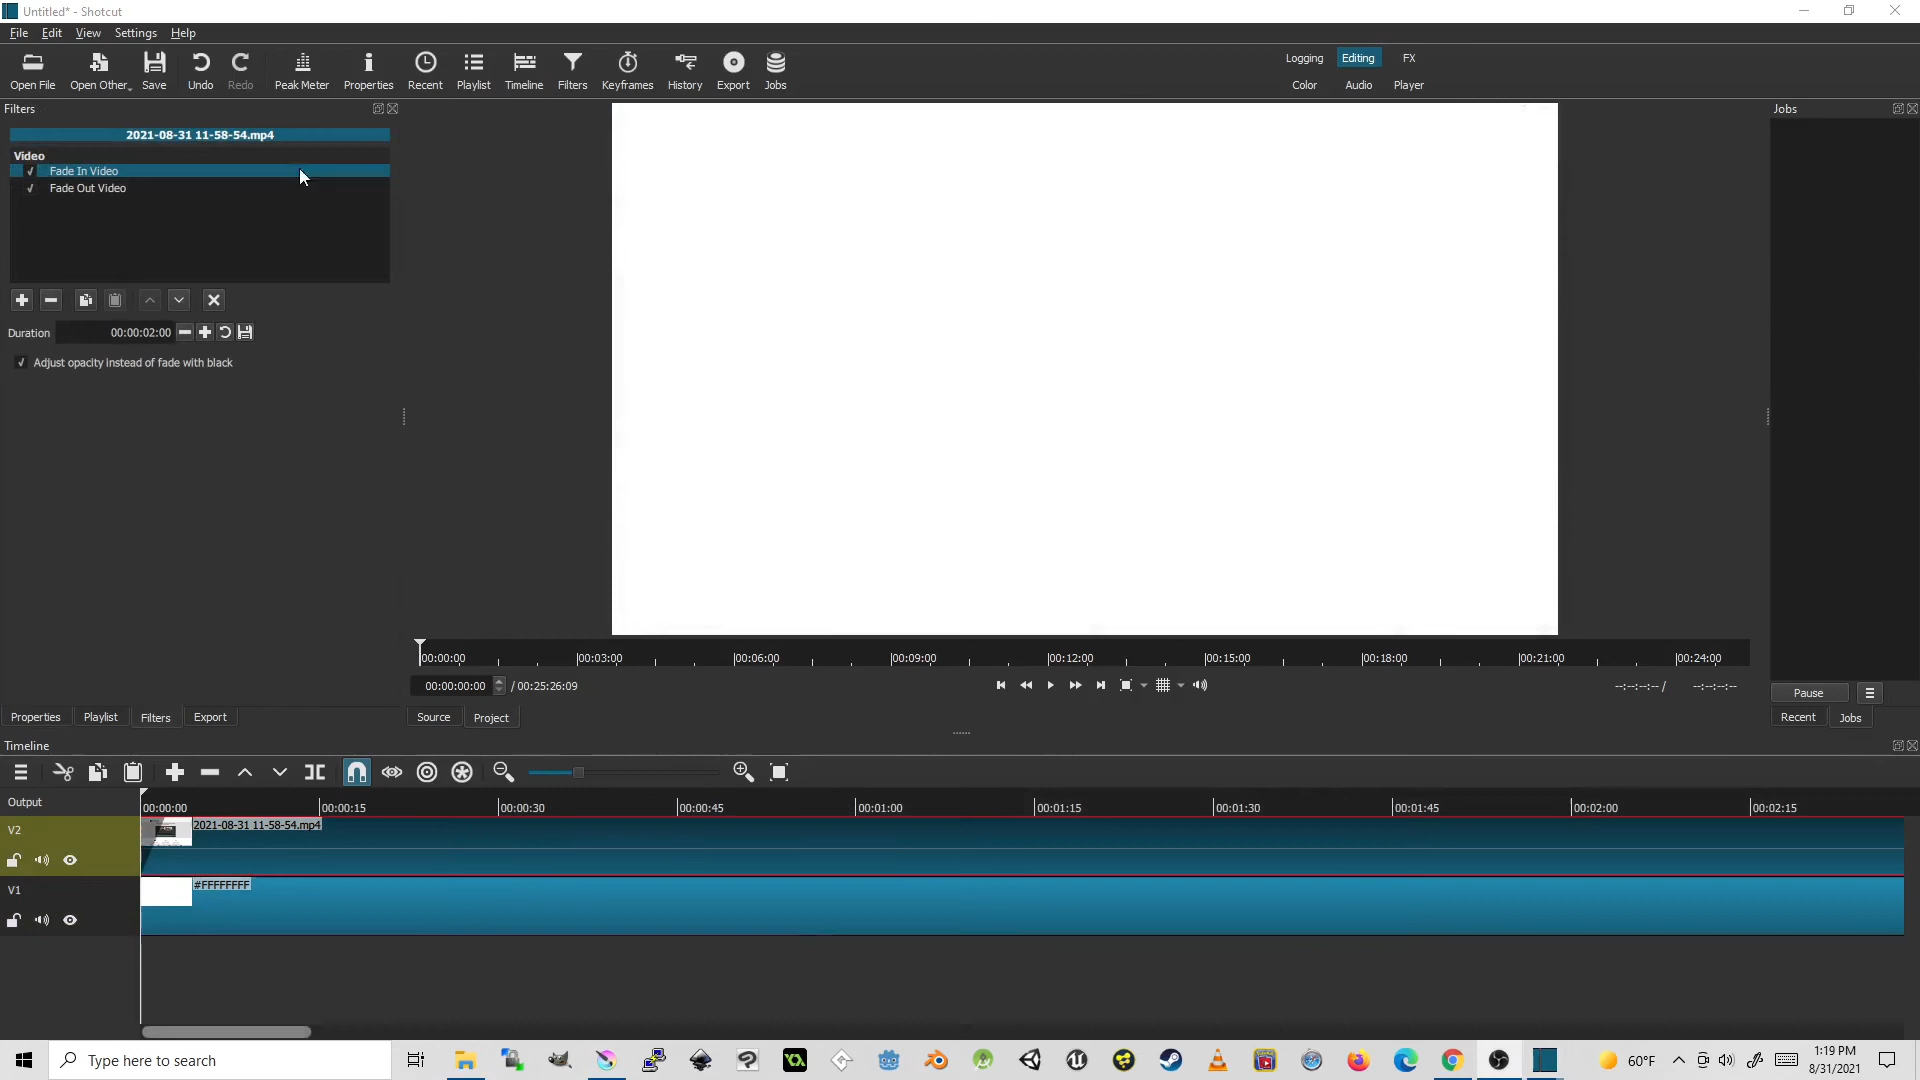 Untitled* - Shotcut
File Edit View Settings Help
Open File Open Other Save Undo Redo Peak Meter Properties Recent Playlist Timeline Filters Keyframes History Export Jobs
Logging Editing FX
Color Audio Player
Filters
Jobs
2021-08-31 11-58-54.mp4
Video
✓ Fade In Video
✓ Fade Out Video
Duration 00:00:02:00
✓ Adjust opacity instead of fade with black
00:00:00 00:03:00 00:06:00 00:09:00 00:12:00 00:15:00 00:18:00 00:21:00 00:24:00
00:00:00:00 / 00:25:26:09 --:--:--:-- / --:--:--:--
Pause
Properties Playlist Filters Export Source Project Recent Jobs
Timeline
Output 00:00:00 00:00:15 00:00:30 00:00:45 00:01:00 00:01:15 00:01:30 00:01:45 00:02:00 00:02:15
V2 2021-08-31 11-58-54.mp4
V1 #FFFFFFFF
Type here to search
60°F
1:19 PM
8/31/2021